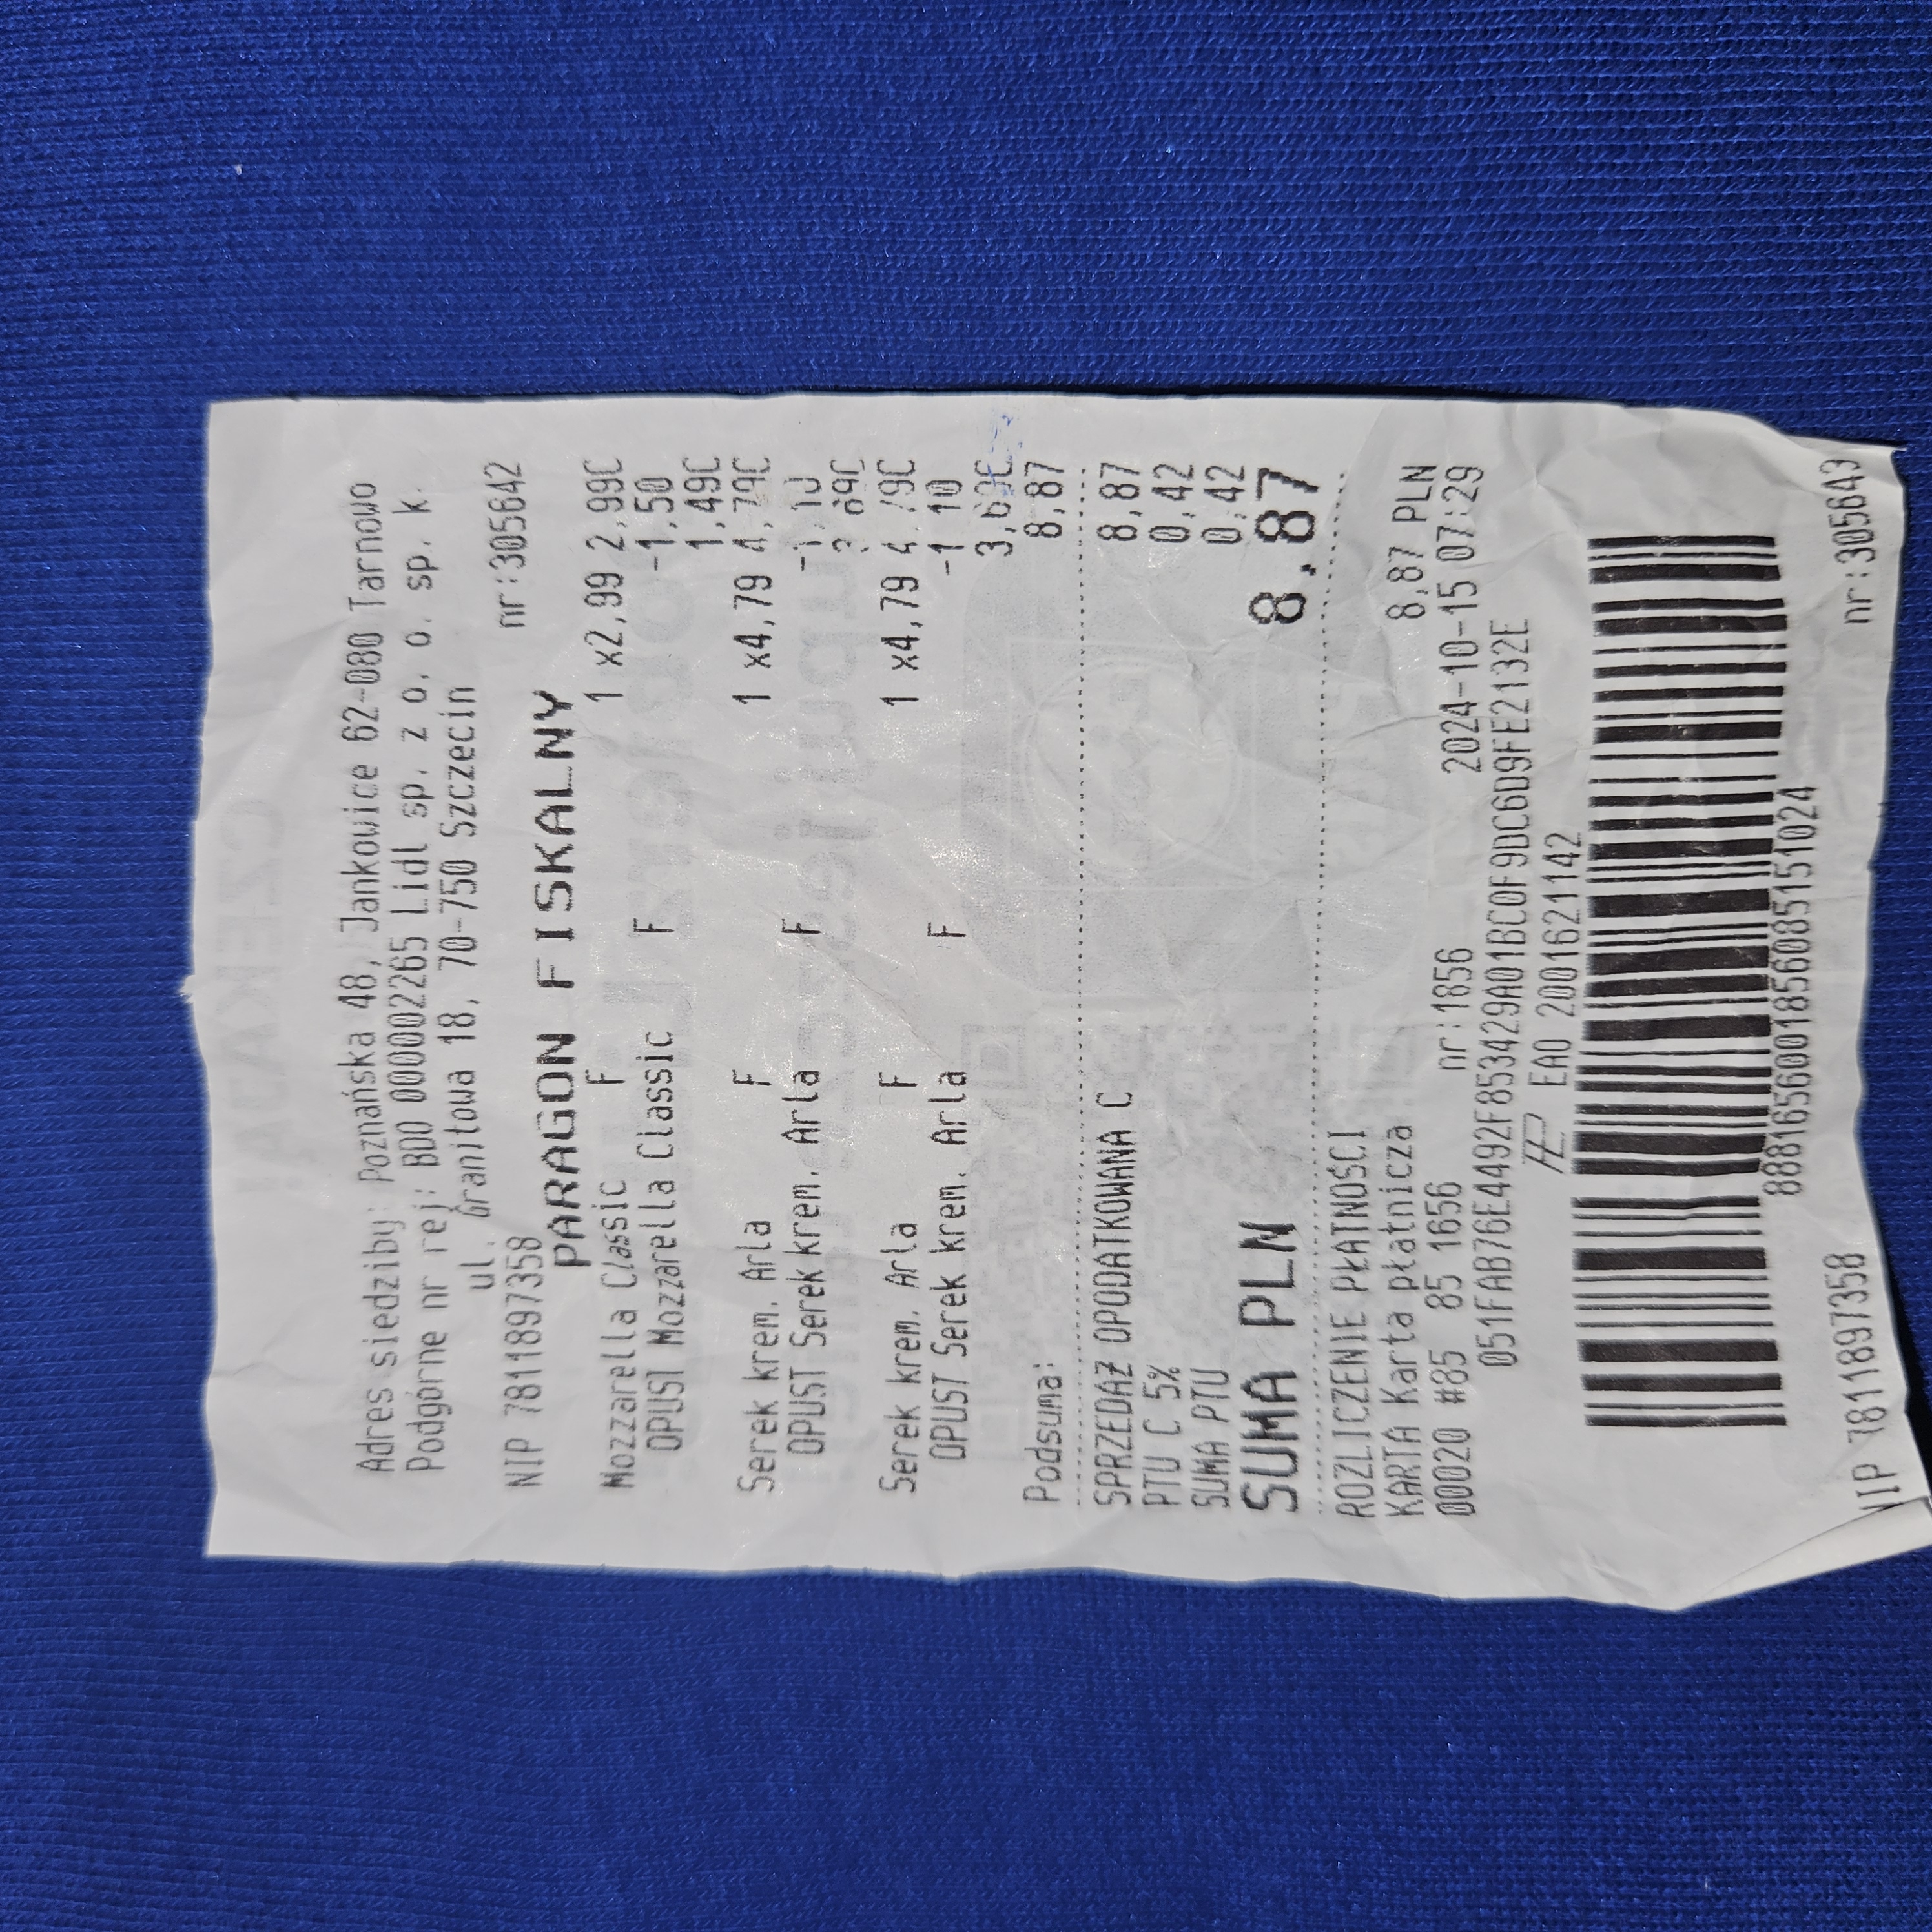 Adres siedziby: Poznańska 48, Jankowice 62-080 Tarnowo
Podgórne nr rej: BDO 000002265 Lidl sp. z o. o. sp. k.
ul. Granitowa 18, 70-750 Szczecin
NIP 7811897358 nr:305642
PARAGON FISKALNY
Mozzarella Classic F 1 x2,99 2,99C
OPUST Mozzarella Classic F -1,50
1,49C
Serek krem. Arla F 1 x4,79 4,79C
OPUST Serek krem. Arla F -1,10
3,69C
Serek krem. Arla F 1 x4,79 4,79C
OPUST Serek krem. Arla F -1,10
3,69C
Podsuma: 8,87
SPRZEDAŻ OPODATKOWANA C 8,87
PTU C 5% 0,42
SUMA PTU 0,42
SUMA PLN 8,87
ROZLICZENIE PŁATNOŚCI
KARTA Karta płatnicza 8,87 PLN
00020 #85 85 1656 nr:1856 2024-10-15 07:29
051FAB76E4492F853429A01BC0F9DC6D9FE2132E
EAO 2001621142
8881656001856085151024
NIP 7811897358 nr:305643